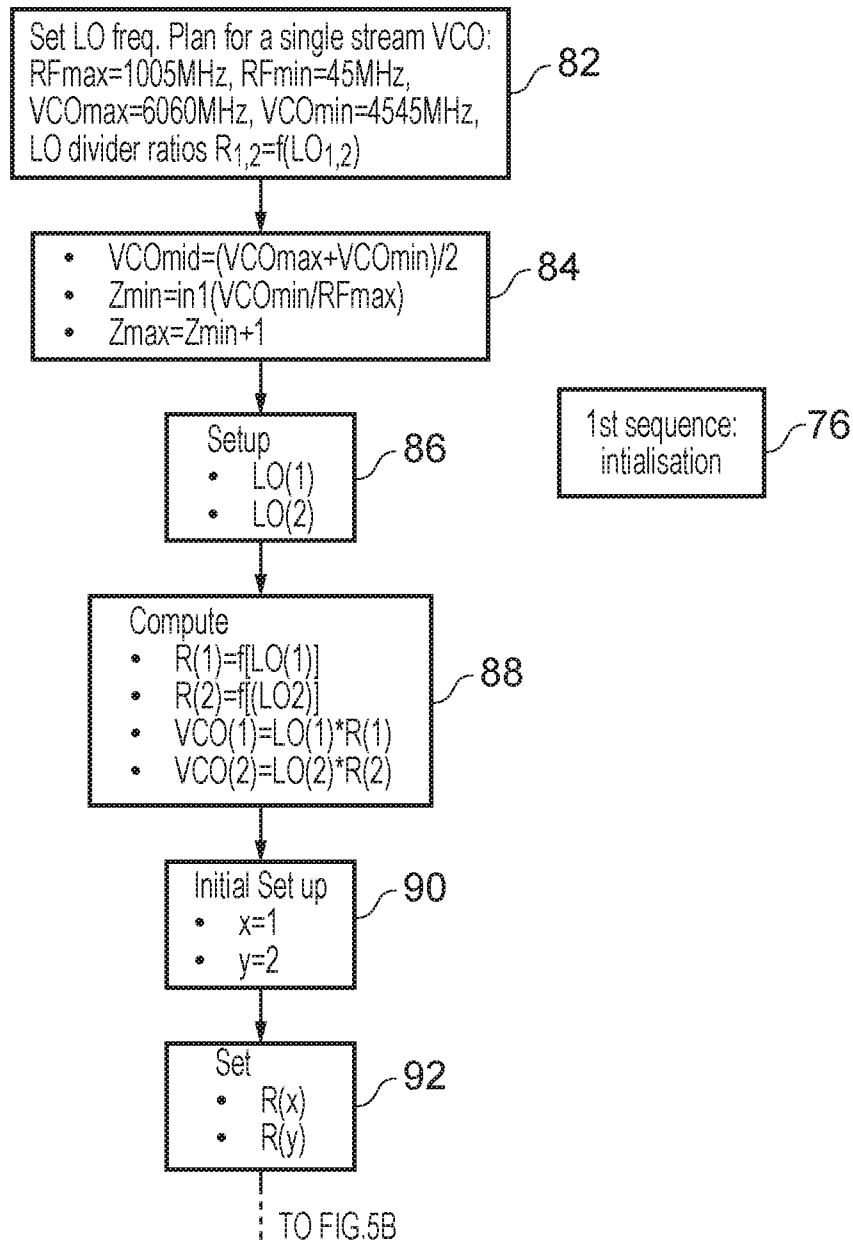 Set LO freq. Plan for a single stream VCO:
RFmax=1005MHz, RFmin=45MHz,
VCOmax=6060MHz, VCOmin=4545MHz,
LO divider ratios R1,2=f(LO1,2)
82
• VCOmid=(VCOmax+VCOmin)/2
• Zmin=in1(VCOmin/RFmax)
• Zmax=Zmin+1
84
Setup
• LO(1)
• LO(2)
86
1st sequence:
intialisation
76
Compute
• R(1)=f[LO(1)]
• R(2)=f[(LO2)]
• VCO(1)=LO(1)*R(1)
• VCO(2)=LO(2)*R(2)
88
Initial Set up
• x=1
• y=2
90
Set
• R(x)
• R(y)
92
TO FIG.5B